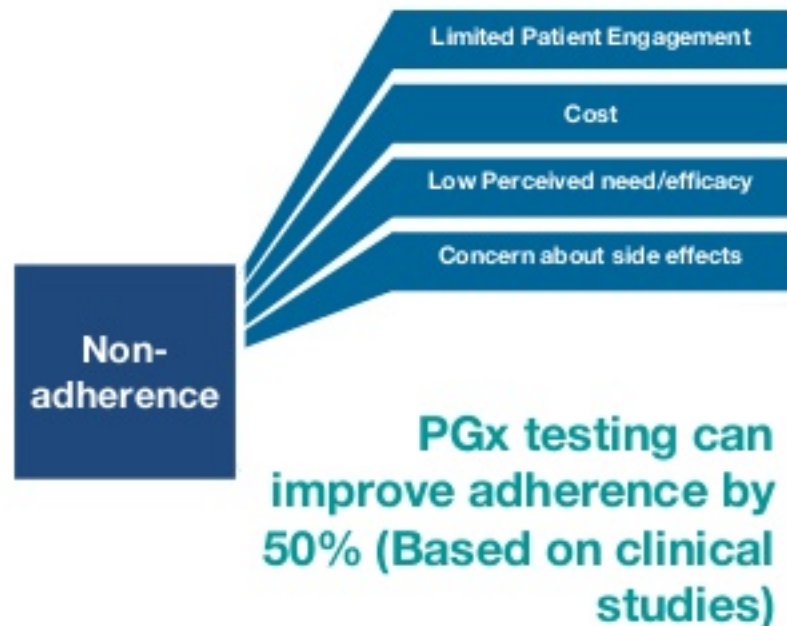 Limited Patient Engagement
Cost
Low Perceived need/efficacy
Concern about side effects
Non-
adherence
PGx testing can
improve adherence by
50% (Based on clinical
studies)